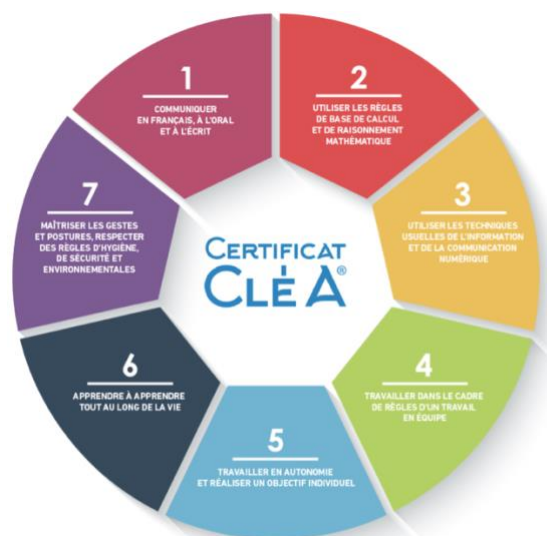 1
COMMUNIQUER
EN FRANÇAIS, À L'ORAL
ET À L'ÉCRIT
2
UTILISER LES RÈGLES
DE BASE DE CALCUL
ET DE RAISONNEMENT
MATHÉMATIQUE
3
UTILISER LES TECHNIQUES
USUELLES DE L'INFORMATION
ET DE LA COMMUNICATION
NUMÉRIQUE
4
TRAVAILLER DANS LE CADRE
DE RÈGLES D'UN TRAVAIL
EN ÉQUIPE
5
TRAVAILLER EN AUTONOMIE
ET RÉALISER UN OBJECTIF INDIVIDUEL
6
APPRENDRE À APPRENDRE
TOUT AU LONG DE LA VIE
7
MAÎTRISER LES GESTES
ET POSTURES, RESPECTER
DES RÈGLES D'HYGIÈNE,
DE SÉCURITÉ ET
ENVIRONNEMENTALES
CERTIFICAT
CLÉA®